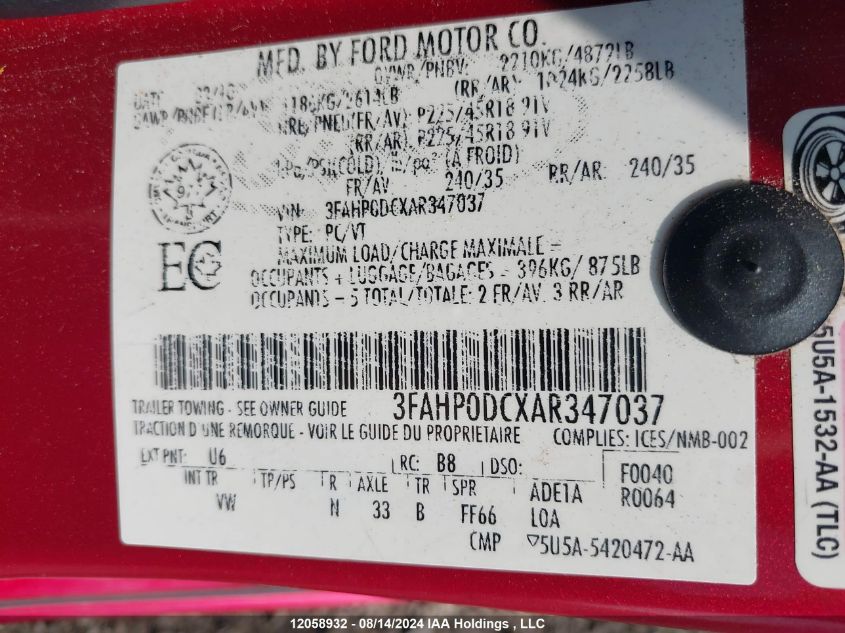 MFD. BY FORD MOTOR CO.
GVWR/PNBV: 2210KG/4872LB
(RR/AR) 1024KG/2258LB
P225/45R18 91V
(RR/AR) P225/45R18 91V
(À FROID)
FR/AV 240/35 RR/AR 240/35
VIN: 3FAHP0DCXAR347037
TYPE: PC/VT
MAXIMUM LOAD/CHARGE MAXIMALE =
OCCUPANTS + LUGGAGE/BAGAGES - 396KG/ 875LB
OCCUPANTS - 5 TOTAL/TOTALE: 2 FR/AV. 3 RR/AR
EC
TRAILER TOWING - SEE OWNER GUIDE
3FAHP0DCXAR347037
TRACTION D'UNE REMORQUE - VOIR LE GUIDE DU PROPRIETAIRE
COMPLIES: ICES/NMB-002
EXT PNT: U6 RC: B8 DSO: F0040
INT TR TP/PS R AXLE TR SPR ADE1A R0064
VW N 33 B FF66 LOA
CMP ▽5U5A-5420472-AA
5U5A-1532-AA (TLC)
12058932 - 08/14/2024 IAA Holdings , LLC